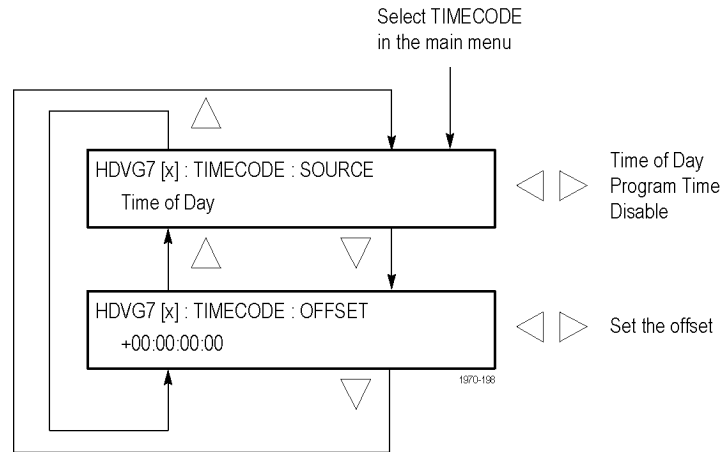 Select TIMECODE
in the main menu
HDVG7 [x] : TIMECODE : SOURCE
Time of Day
Time of Day
Program Time
Disable
HDVG7 [x] : TIMECODE : OFFSET
+00:00:00:00
Set the offset
1970-198